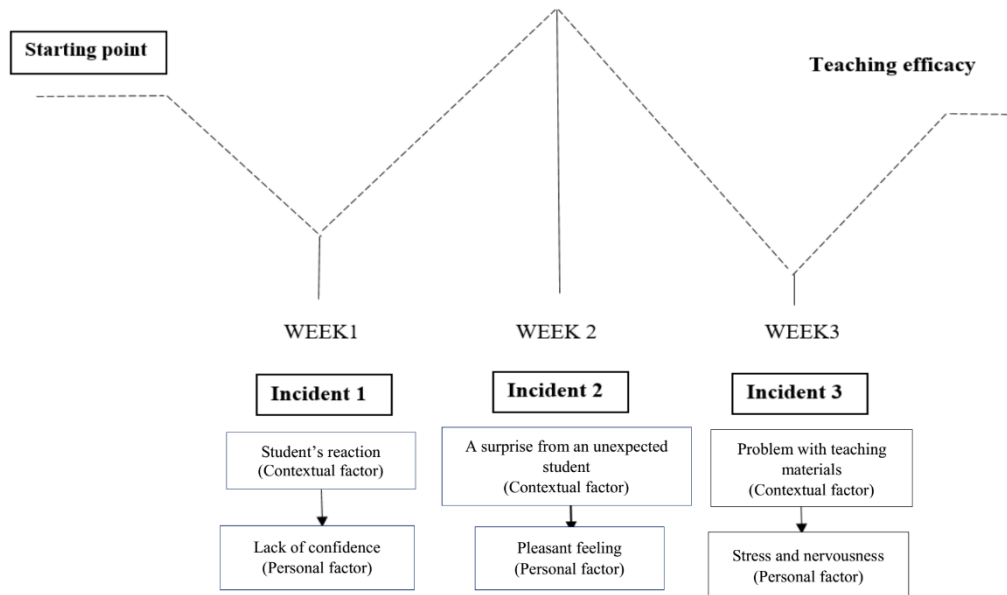 Starting point
Teaching efficacy
WEEK1
WEEK 2
WEEK3
Incident 1
Incident 2
Incident 3
Student’s reaction
(Contextual factor)
A surprise from an unexpected
student
(Contextual factor)
Problem with teaching
materials
(Contextual factor)
Lack of confidence
(Personal factor)
Pleasant feeling
(Personal factor)
Stress and nervousness
(Personal factor)